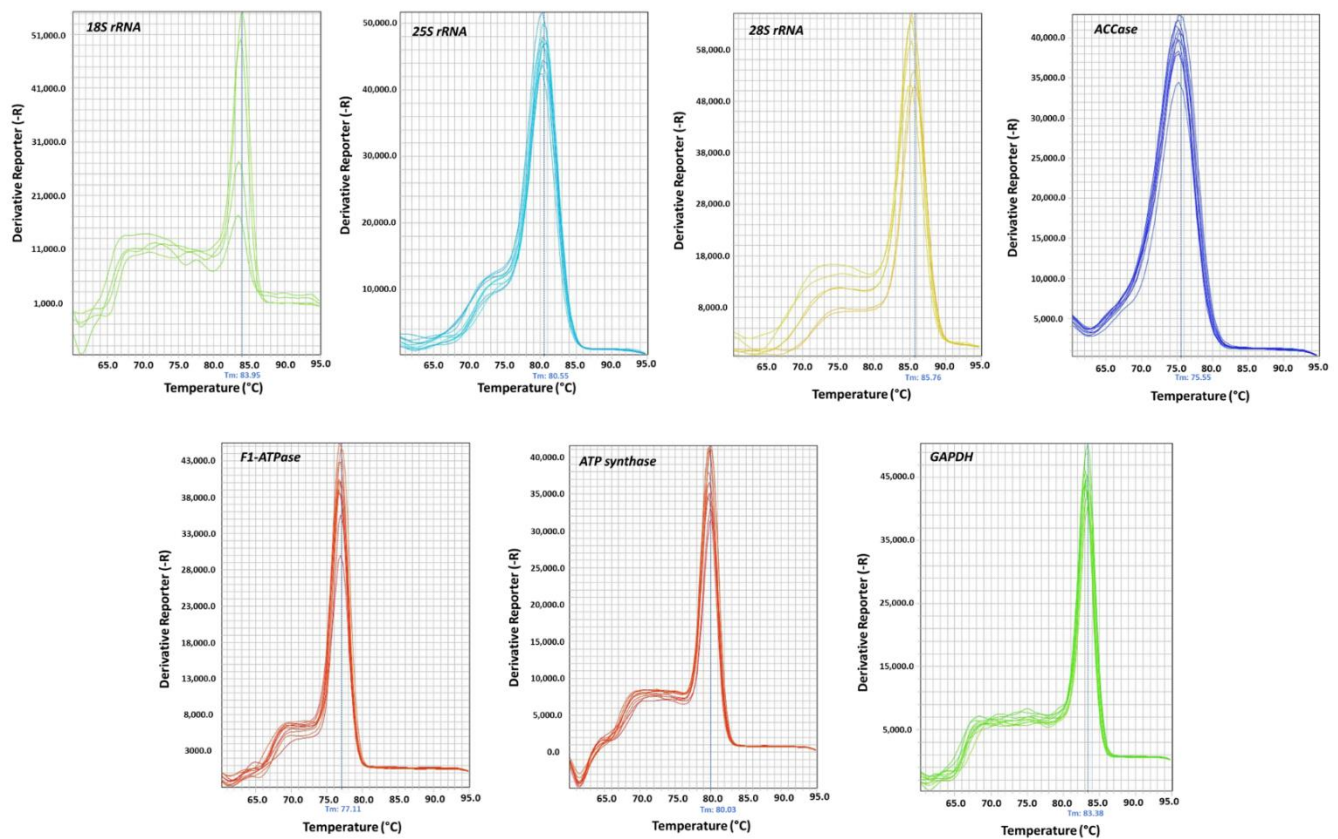 18S rRNA
Derivative Reporter (-R)
51,000.0
41,000.0
31,000.0
21,000.0
11,000.0
1,000.0
65.0 70.0 75.0 80.0 85.0 90.0 95.0
Tm: 83.95
Temperature (°C)
25S rRNA
Derivative Reporter (-R)
50,000.0
40,000.0
30,000.0
20,000.0
10,000.0
65.0 70.0 75.0 80.0 85.0 90.0 95.0
Tm: 80.55
Temperature (°C)
28S rRNA
Derivative Reporter (-R)
58,000.0
48,000.0
38,000.0
28,000.0
18,000.0
8,000.0
65.0 70.0 75.0 80.0 85.0 90.0 95.0
Tm: 85.76
Temperature (°C)
ACCase
Derivative Reporter (-R)
40,000.0
35,000.0
30,000.0
25,000.0
20,000.0
15,000.0
10,000.0
5,000.0
65.0 70.0 75.0 80.0 85.0 90.0 95.0
Tm: 75.55
Temperature (°C)
F1-ATPase
Derivative Reporter (-R)
43,000.0
38,000.0
33,000.0
28,000.0
23,000.0
18,000.0
13,000.0
8,000.0
3000.0
65.0 70.0 75.0 80.0 85.0 90.0 95.0
Tm: 77.11
Temperature (°C)
ATP synthase
Derivative Reporter (-R)
40,000.0
35,000.0
30,000.0
25,000.0
20,000.0
15,000.0
10,000.0
5,000.0
0.0
65.0 70.0 75.0 80.0 85.0 90.0 95.0
Tm: 80.03
Temperature (°C)
GAPDH
Derivative Reporter (-R)
45,000.0
35,000.0
25,000.0
15,000.0
5,000.0
65.0 70.0 75.0 80.0 85.0 90.0 95.0
Tm: 83.38
Temperature (°C)